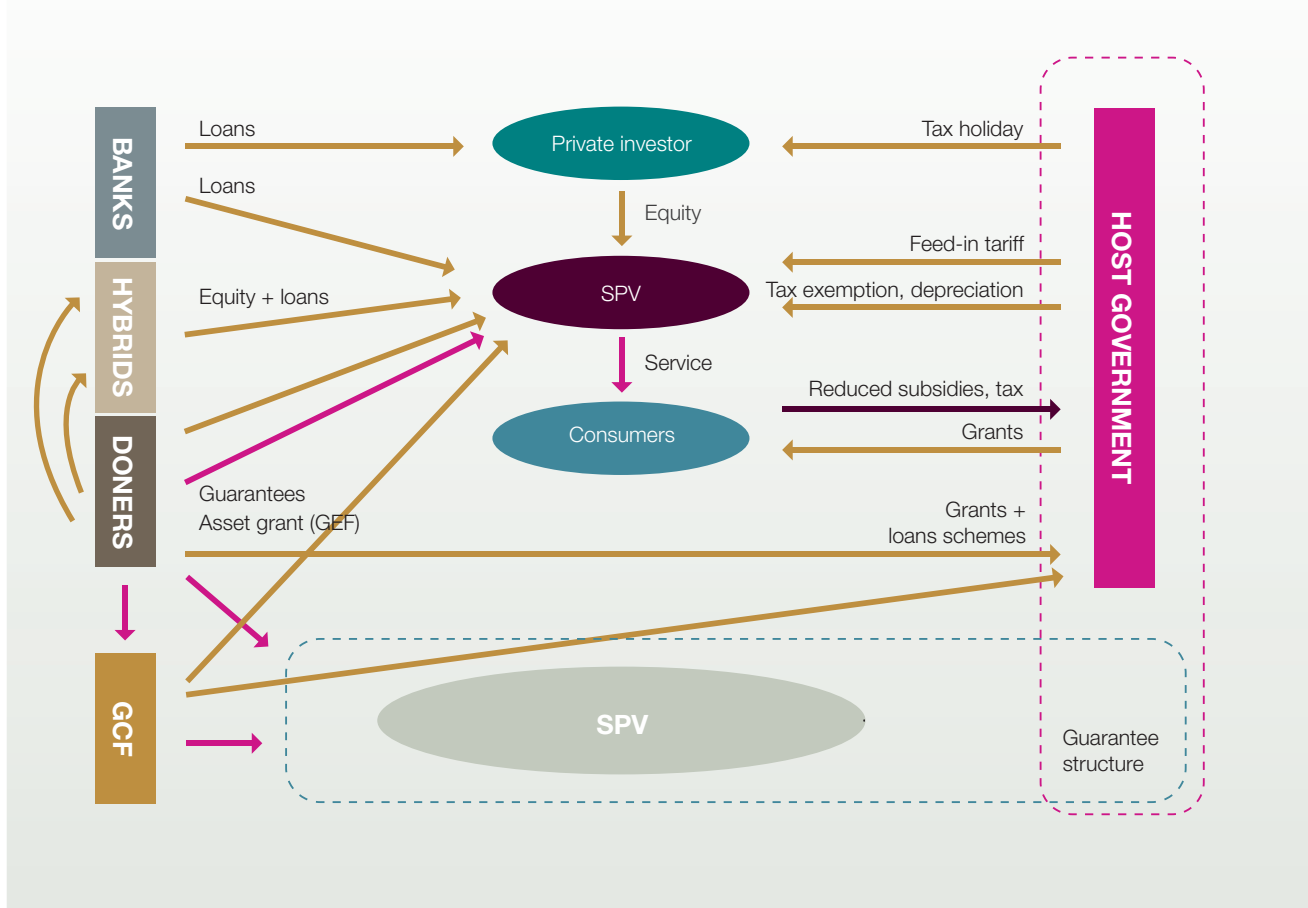 BANKS
HYBRIDS
DONERS
GCF
Loans
Loans
Equity + loans
Guarantees
Asset grant (GEF)
Private investor
Equity
SPV
Service
Consumers
Tax holiday
Feed-in tariff
Tax exemption, depreciation
Reduced subsidies, tax
Grants
Grants +
loans schemes
HOST GOVERNMENT
SPV
Guarantee
structure